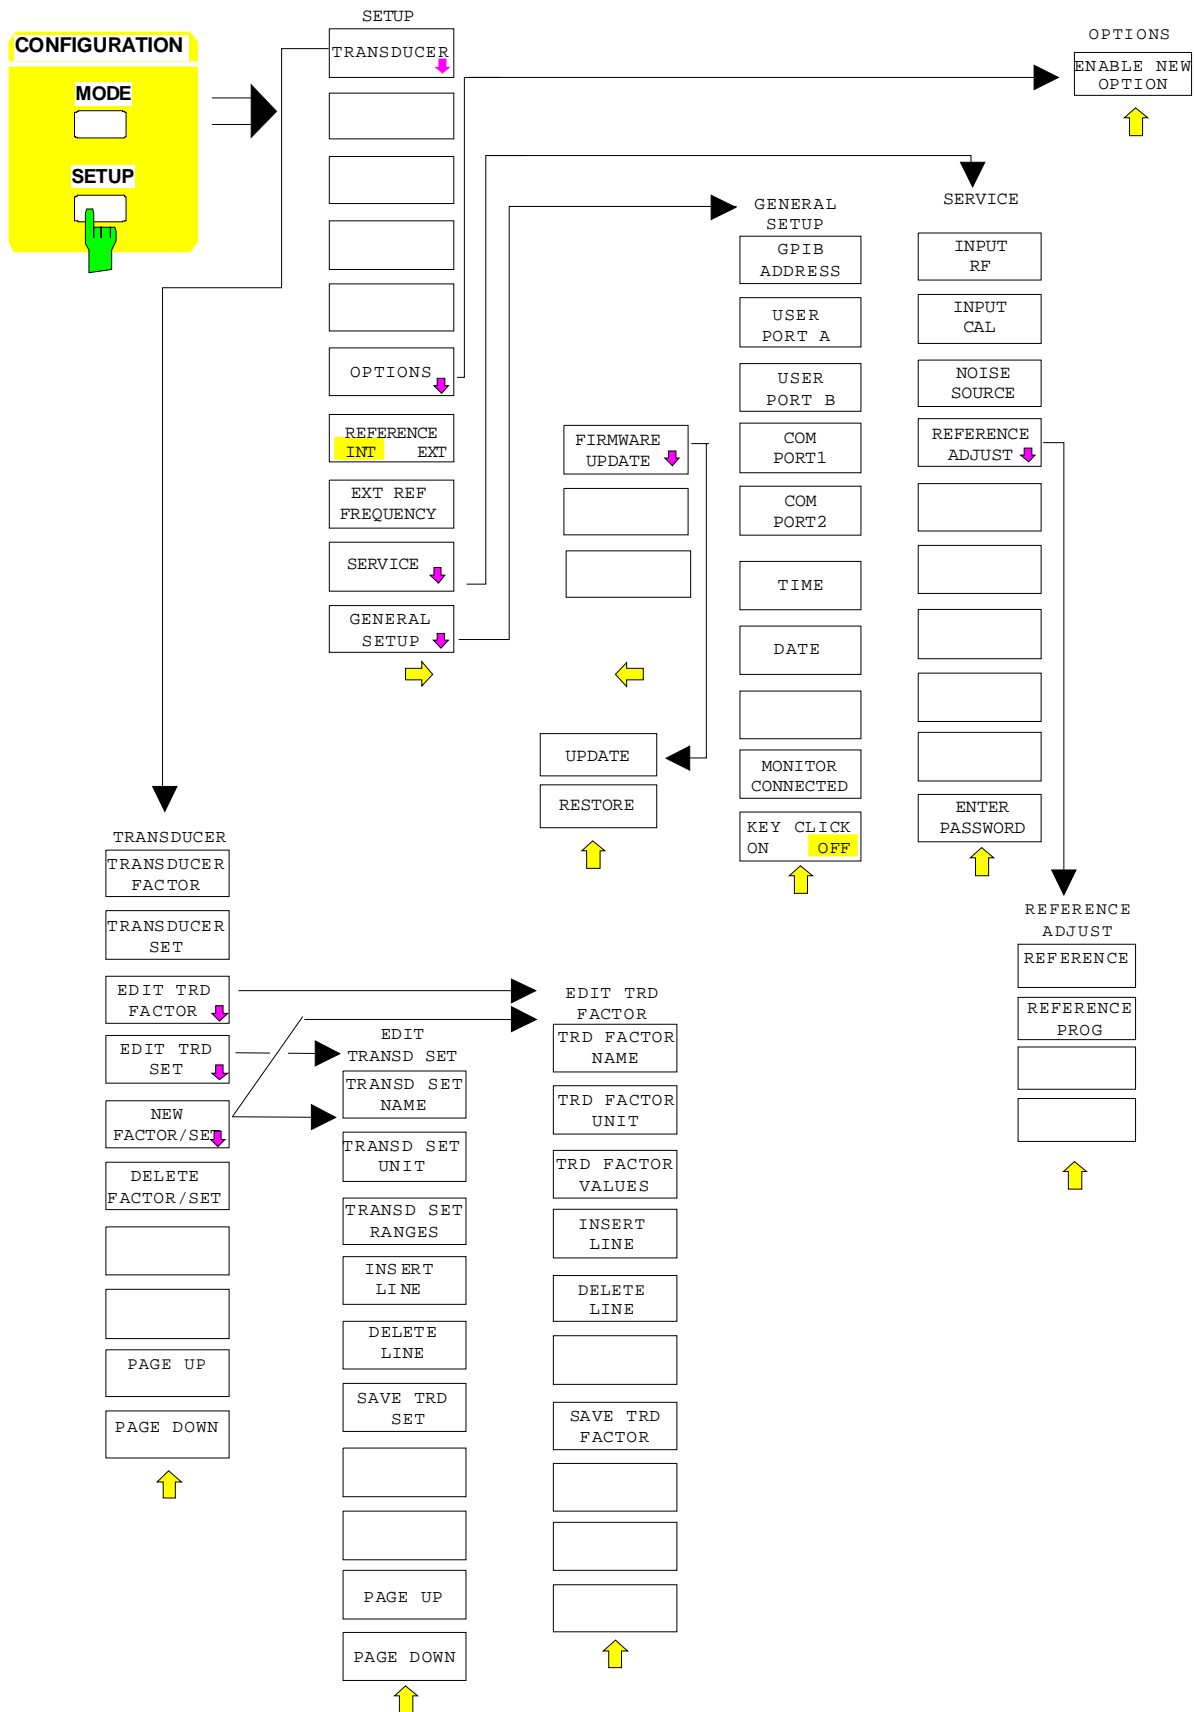 CONFIGURATION
MODE
SETUP
SETUP
TRANSDUCER
OPTIONS
REFERENCE
INT EXT
EXT REF
FREQUENCY
SERVICE
GENERAL
SETUP
FIRMWARE
UPDATE
UPDATE
RESTORE
GENERAL
SETUP
GPIB
ADDRESS
USER
PORT A
USER
PORT B
COM
PORT1
COM
PORT2
TIME
DATE
MONITOR
CONNECTED
KEY CLICK
ON OFF
SERVICE
INPUT
RF
INPUT
CAL
NOISE
SOURCE
REFERENCE
ADJUST
ENTER
PASSWORD
OPTIONS
ENABLE NEW
OPTION
REFERENCE
ADJUST
REFERENCE
REFERENCE
PROG
TRANSDUCER
TRANSDUCER
FACTOR
TRANSDUCER
SET
EDIT TRD
FACTOR
EDIT TRD
SET
NEW
FACTOR/SET
DELETE
FACTOR/SET
PAGE UP
PAGE DOWN
EDIT
TRANSD SET
TRANSD SET
NAME
TRANSD SET
UNIT
TRANSD SET
RANGES
INSERT
LINE
DELETE
LINE
SAVE TRD
SET
PAGE UP
PAGE DOWN
EDIT TRD
FACTOR
TRD FACTOR
NAME
TRD FACTOR
UNIT
TRD FACTOR
VALUES
INSERT
LINE
DELETE
LINE
SAVE TRD
FACTOR